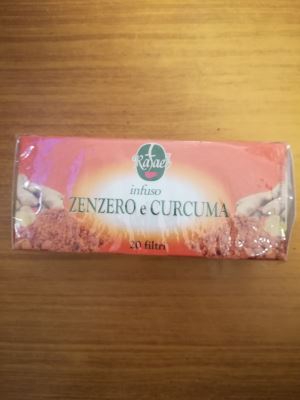 Rafael
infuso
ZENZERO e CURCUMA
20 filtri